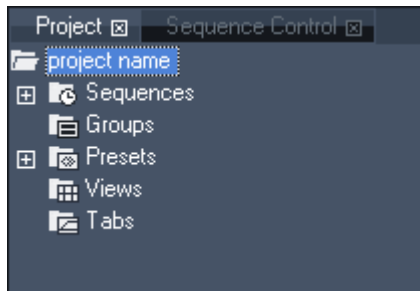 Project Sequence Control
project name
Sequences
Groups
Presets
Views
Tabs